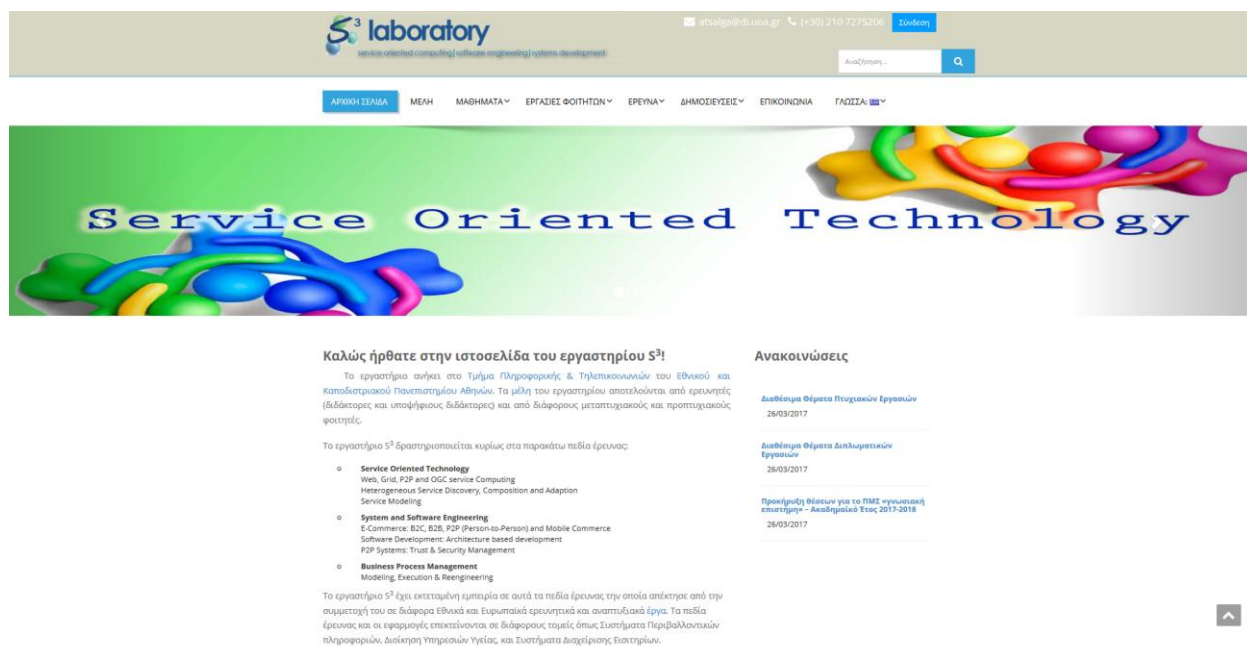 S³ laboratory
service-oriented computing| software engineering| systems development
atsalga@di.uoa.gr (+30) 210 7275206 Σύνδεση
Αναζήτηση...
ΑΡΧΙΚΗ ΣΕΛΙΔΑ ΜΕΛΗ ΜΑΘΗΜΑΤΑ ΕΡΓΑΣΙΕΣ ΦΟΙΤΗΤΩΝ ΕΡΕΥΝΑ ΔΗΜΟΣΙΕΥΣΕΙΣ ΕΠΙΚΟΙΝΩΝΙΑ ΓΛΩΣΣΑ:
Service Oriented Technology
Καλώς ήρθατε στην ιστοσελίδα του εργαστηρίου S³!
Το εργαστήριο ανήκει στο Τμήμα Πληροφορικής & Τηλεπικοινωνιών του Εθνικού και
Καποδιστριακού Πανεπιστημίου Αθηνών. Τα μέλη του εργαστηρίου αποτελούνται από ερευνητές
(διδάκτορες και υποψήφιους διδάκτορες) και από διάφορους μεταπτυχιακούς και προπτυχιακούς
φοιτητές.
Το εργαστήριο S³ δραστηριοποιείται κυρίως στα παρακάτω πεδία έρευνας:
Service Oriented Technology
Web, Grid, P2P and OGC service Computing
Heterogeneous Service Discovery, Composition and Adaption
Service Modeling
System and Software Engineering
E-Commerce: B2C, B2B, P2P (Person-to-Person) and Mobile Commerce
Software Development: Architecture based development
P2P Systems: Trust & Security Management
Business Process Management
Modeling, Execution & Reengineering
Το εργαστήριο S³ έχει εκτεταμένη εμπειρία σε αυτά τα πεδία έρευνας την οποία απέκτησε από την
συμμετοχή του σε διάφορα Εθνικά και Ευρωπαϊκά ερευνητικά και αναπτυξιακά έργα. Τα πεδία
έρευνας και οι εφαρμογές επεκτείνονται σε διάφορους τομείς όπως Συστήματα Περιβαλλοντικών
πληροφοριών, Διοίκηση Υπηρεσιών Υγείας, και Συστήματα Διαχείρισης Εισιτηρίων.
Ανακοινώσεις
Διαθέσιμα Θέματα Πτυχιακών Εργασιών
26/03/2017
Διαθέσιμα Θέματα Διπλωματικών
Εργασιών
26/03/2017
Προκήρυξη θέσεων για το ΠΜΣ «γνωσιακή
επιστήμη» – Ακαδημαϊκό Έτος 2017-2018
26/03/2017